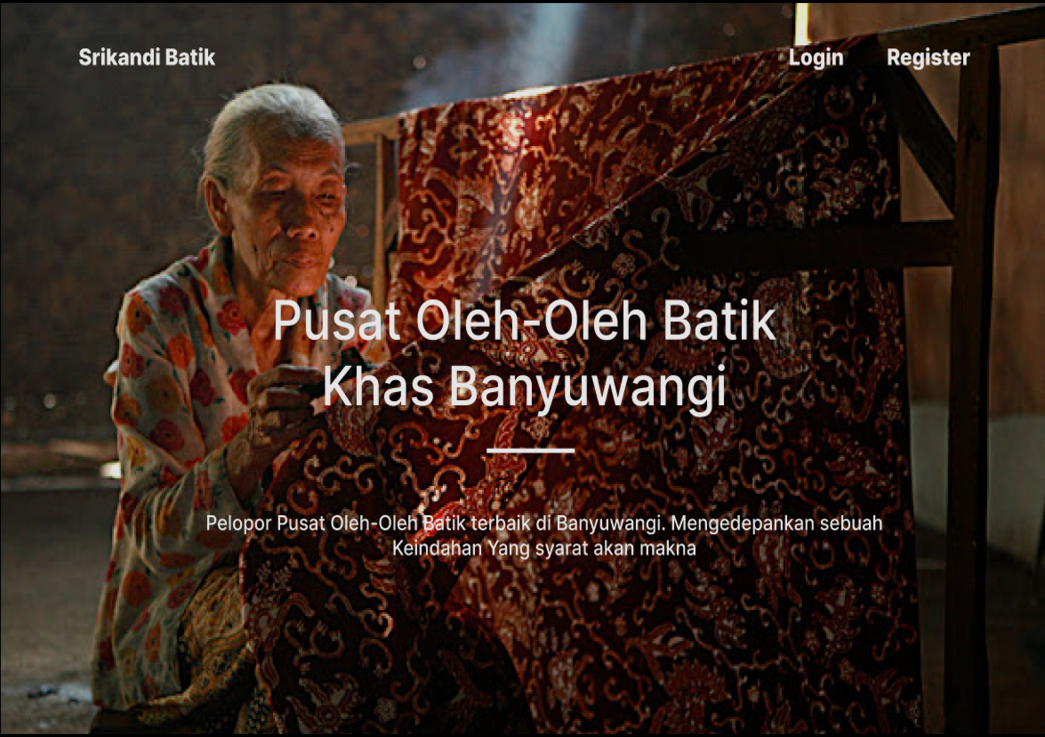 Srikandi Batik
Login Register
Pusat Oleh-Oleh Batik
Khas Banyuwangi
Pelopor Pusat Oleh-Oleh Batik terbaik di Banyuwangi. Mengedepankan sebuah
Keindahan Yang syarat akan makna